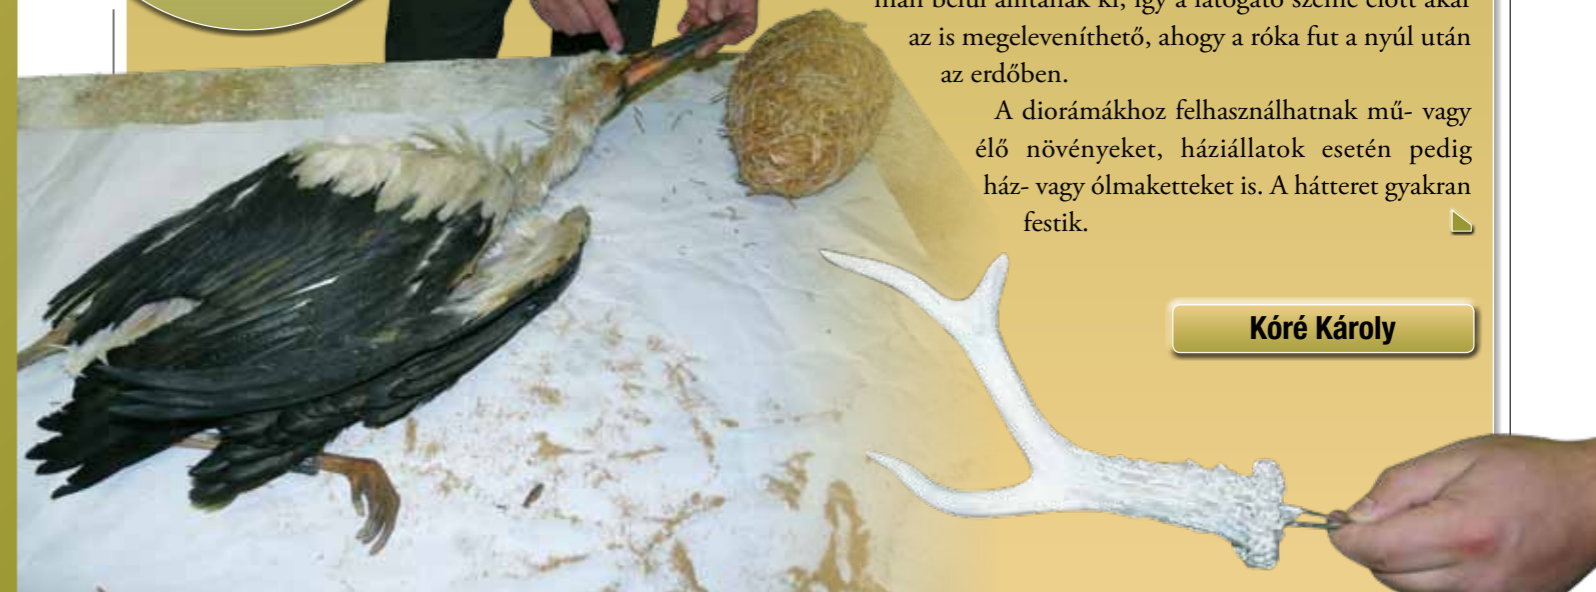 az is megeleveníthető, ahogy a róka fut a nyúl után
az erdőben.
A diorámákhoz felhasználhatnak mű- vagy
élő növényeket, háziállatok esetén pedig
ház- vagy ólmaketteket is. A hátteret gyakran
festik.
Kóré Károly